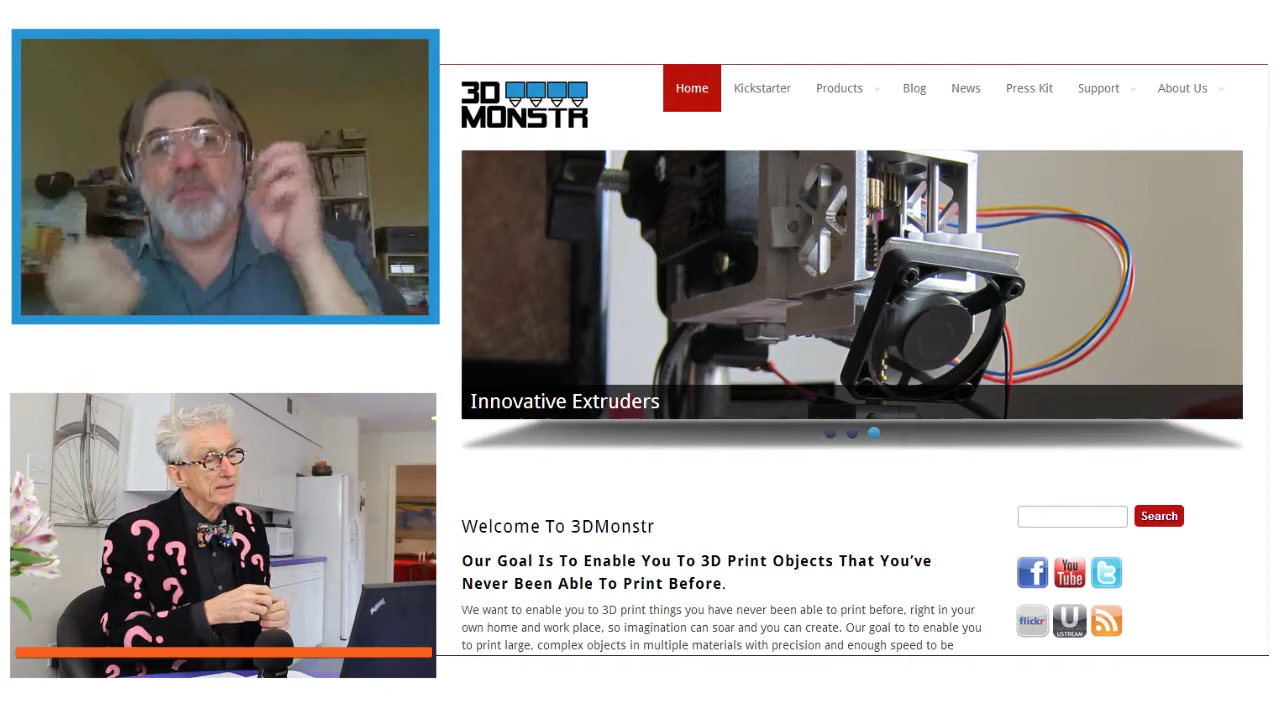 3D
MONSTR
Home
Kickstarter
Products
Blog
News
Press Kit
Support
About Us
Innovative Extruders
Welcome To 3DMonstr
Search
Our Goal Is To Enable You To 3D Print Objects That You’ve
Never Been Able To Print Before.
We want to enable you to 3D print things you have never been able to print before, right in your
own home and work place, so imagination can soar and you can create. Our goal to to enable you
to print large, complex objects in multiple materials with precision and enough speed to be
f
You
Tube
t
flickr
U
USTREAM
? ? ? ? ? ? ? ? ?
ThinkPad